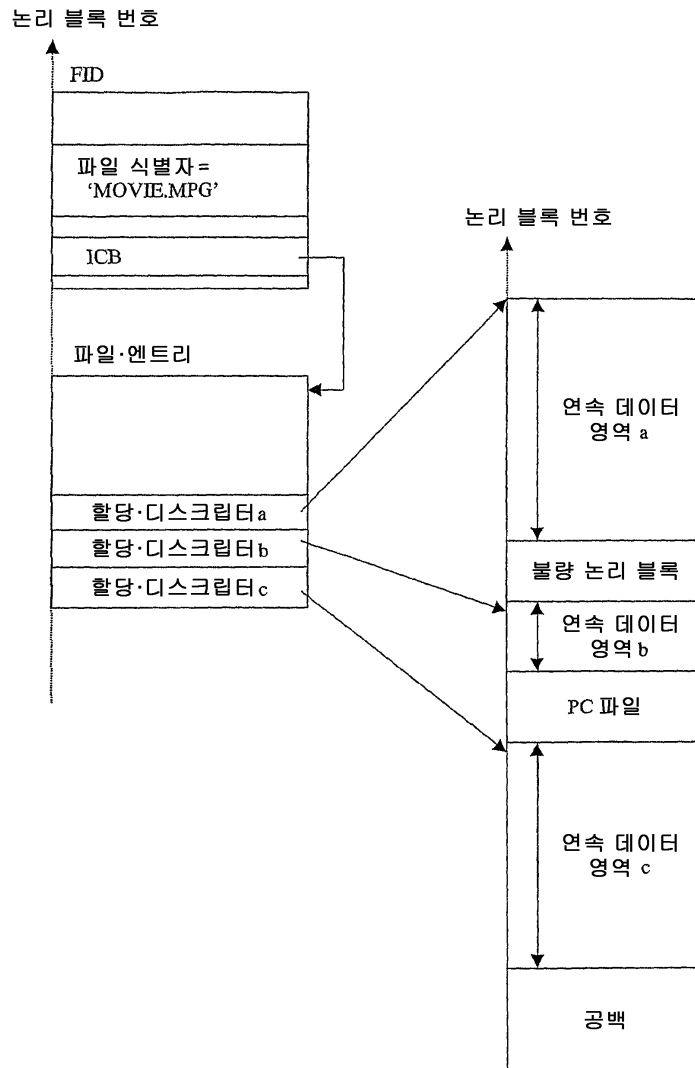 논리 블록 번호
FID
파일 식별자=
‘MOVIE.MPG’
ICB
파일·엔트리
할당·디스크립터a
할당·디스크립터b
할당·디스크립터c
논리 블록 번호
연속 데이터
영역 a
불량 논리 블록
연속 데이터
영역 b
PC 파일
연속 데이터
영역 c
공백